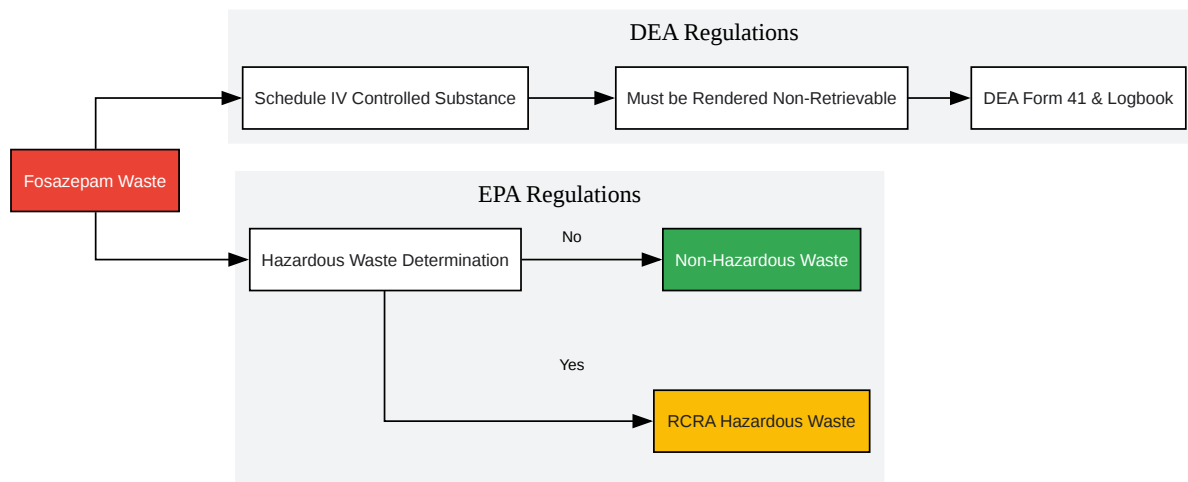 DEA Regulations
Schedule IV Controlled Substance
Must be Rendered Non-Retrievable
DEA Form 41 & Logbook
Fosazepam Waste
EPA Regulations
Hazardous Waste Determination
No
Non-Hazardous Waste
Yes
RCRA Hazardous Waste